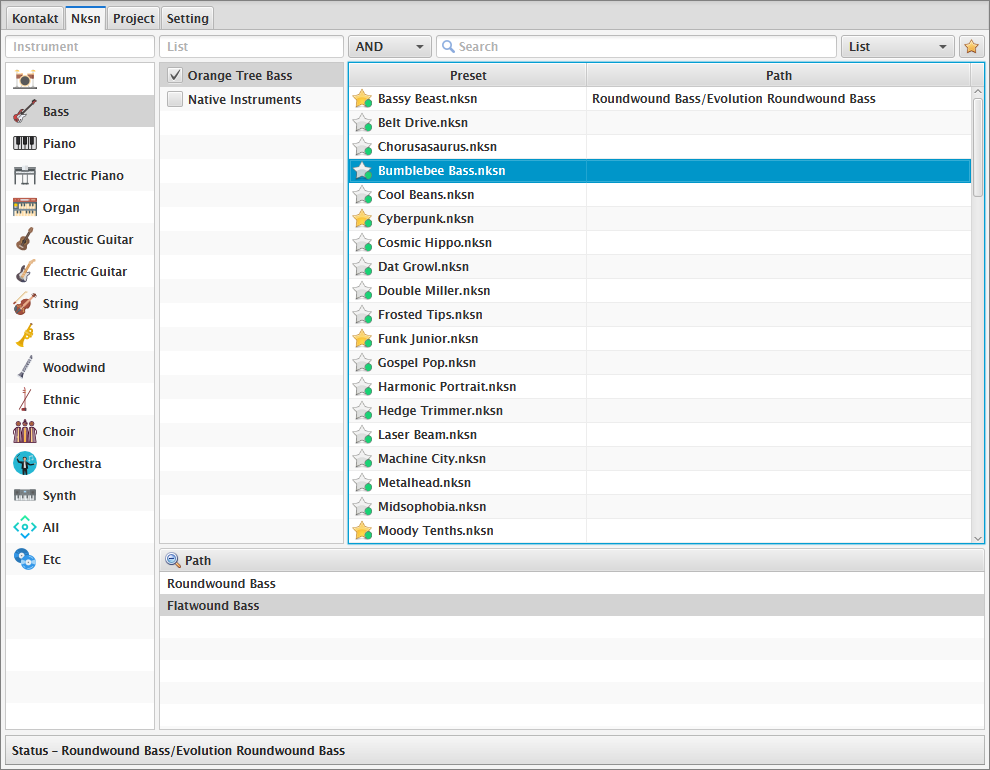 Kontakt Nksn Project Setting
Instrument List AND Search List
Drum
Bass
Piano
Electric Piano
Organ
Acoustic Guitar
Electric Guitar
String
Brass
Woodwind
Ethnic
Choir
Orchestra
Synth
All
Etc
Orange Tree Bass
Native Instruments
Preset Path
Bassy Beast.nksn Roundwound Bass/Evolution Roundwound Bass
Belt Drive.nksn
Chorusasaurus.nksn
Bumblebee Bass.nksn
Cool Beans.nksn
Cyberpunk.nksn
Cosmic Hippo.nksn
Dat Growl.nksn
Double Miller.nksn
Frosted Tips.nksn
Funk Junior.nksn
Gospel Pop.nksn
Harmonic Portrait.nksn
Hedge Trimmer.nksn
Laser Beam.nksn
Machine City.nksn
Metalhead.nksn
Midsophobia.nksn
Moody Tenths.nksn
Path
Roundwound Bass
Flatwound Bass
Status – Roundwound Bass/Evolution Roundwound Bass